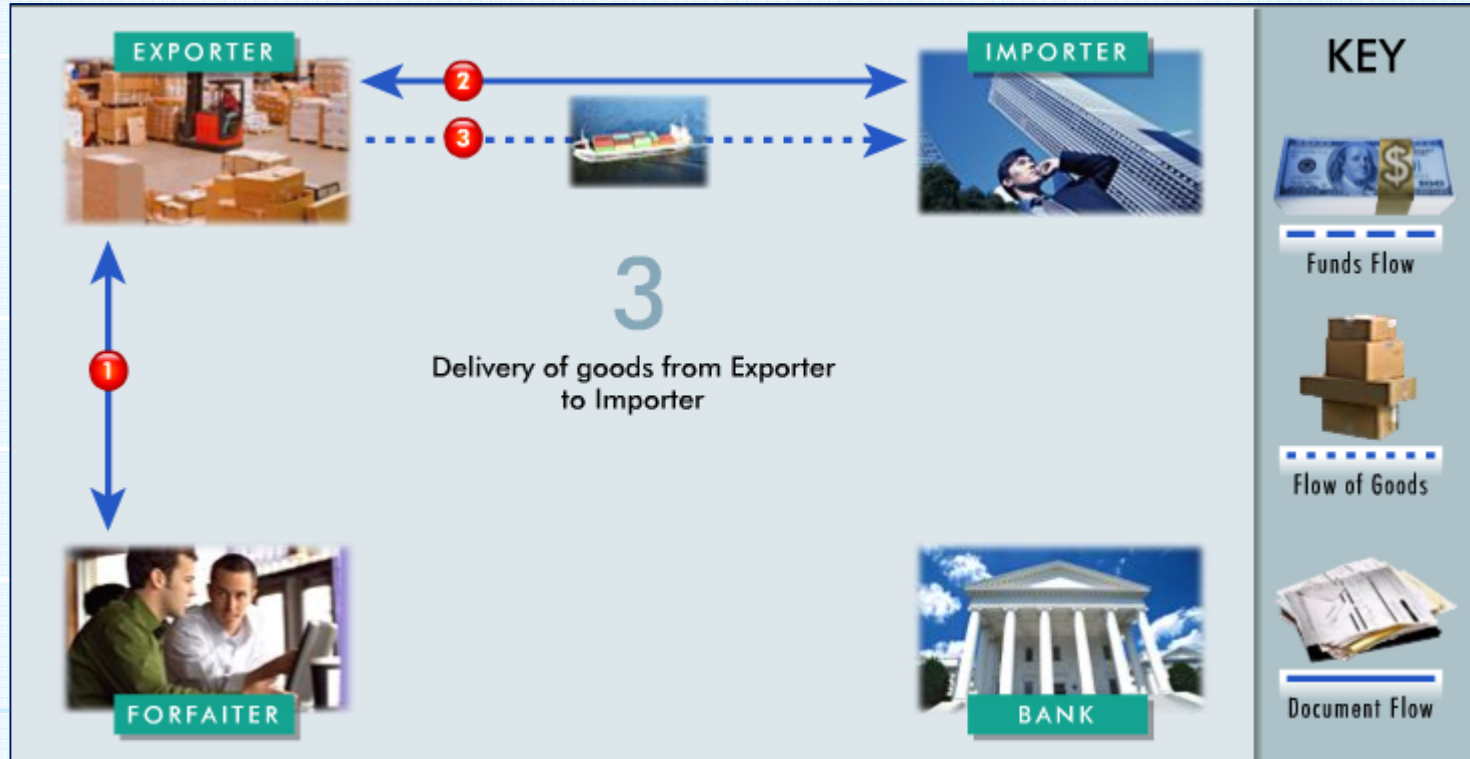 EXPORTER
IMPORTER
KEY
2
3
$
100
Funds Flow
3
1
Delivery of goods from Exporter
to Importer
Flow of Goods
FORFAITER
BANK
Document Flow